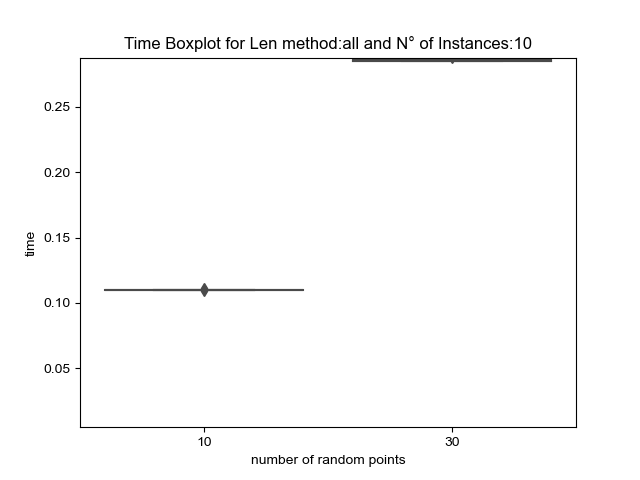 Time Boxplot for Len method:all and N° of Instances:10
0.25
0.20
0.15
0.10
0.05
time
10 30
number of random points